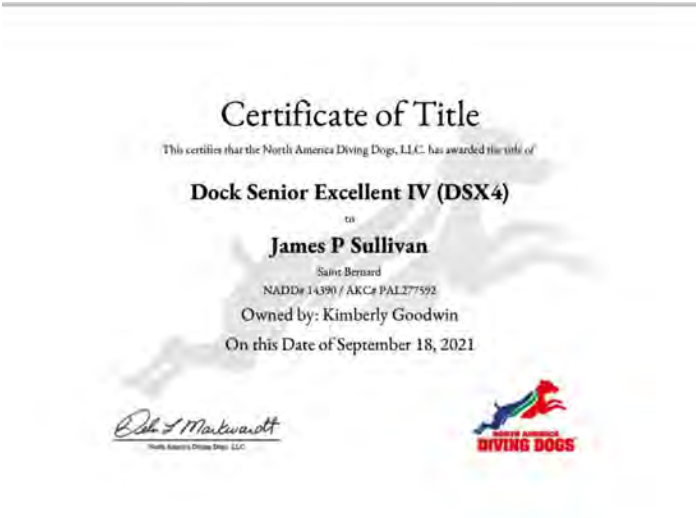 Certificate of Title
This certifies that the North America Diving Dogs, LLC. has awarded the title of
Dock Senior Excellent IV (DSX4)
to
James P Sullivan
Saint Bernard
NADD# 14390 / AKC# PAL277592
Owned by: Kimberly Goodwin
On this Date of September 18, 2021
Deb L Markwardt
North America Diving Dogs, LLC
NORTH AMERICA
DIVING DOGS